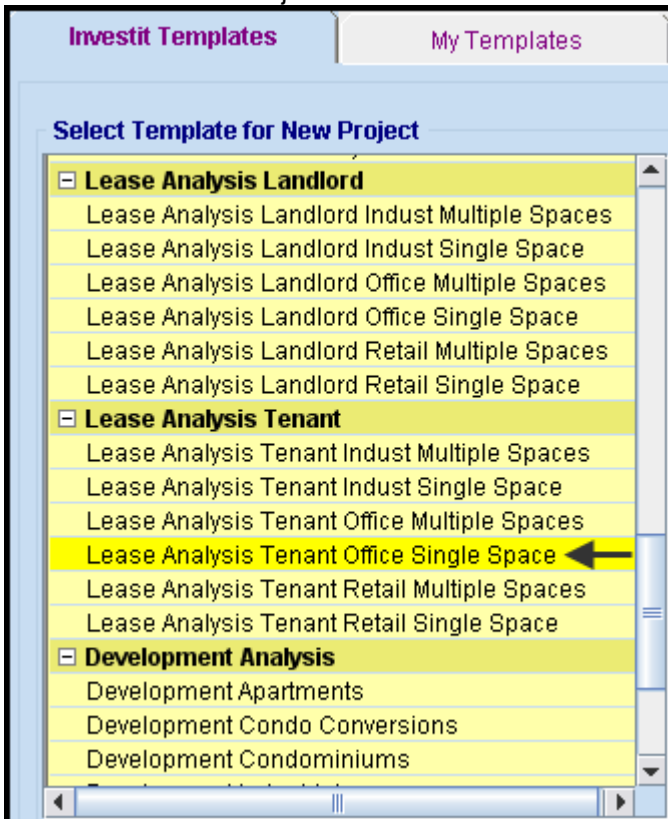 Investit Templates
My Templates
Select Template for New Project
Lease Analysis Landlord
Lease Analysis Landlord Indust Multiple Spaces
Lease Analysis Landlord Indust Single Space
Lease Analysis Landlord Office Multiple Spaces
Lease Analysis Landlord Office Single Space
Lease Analysis Landlord Retail Multiple Spaces
Lease Analysis Landlord Retail Single Space
Lease Analysis Tenant
Lease Analysis Tenant Indust Multiple Spaces
Lease Analysis Tenant Indust Single Space
Lease Analysis Tenant Office Multiple Spaces
Lease Analysis Tenant Office Single Space
Lease Analysis Tenant Retail Multiple Spaces
Lease Analysis Tenant Retail Single Space
Development Analysis
Development Apartments
Development Condo Conversions
Development Condominiums